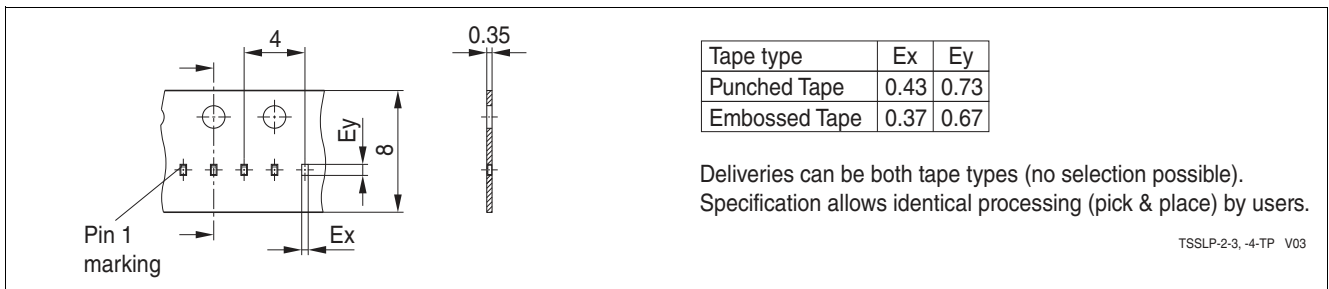 4
0.35
Ey
8
Pin 1
marking
Ex
Tape type Ex Ey
Punched Tape 0.43 0.73
Embossed Tape 0.37 0.67
Deliveries can be both tape types (no selection possible).
Specification allows identical processing (pick & place) by users.
TSSLP-2-3, -4-TP V03